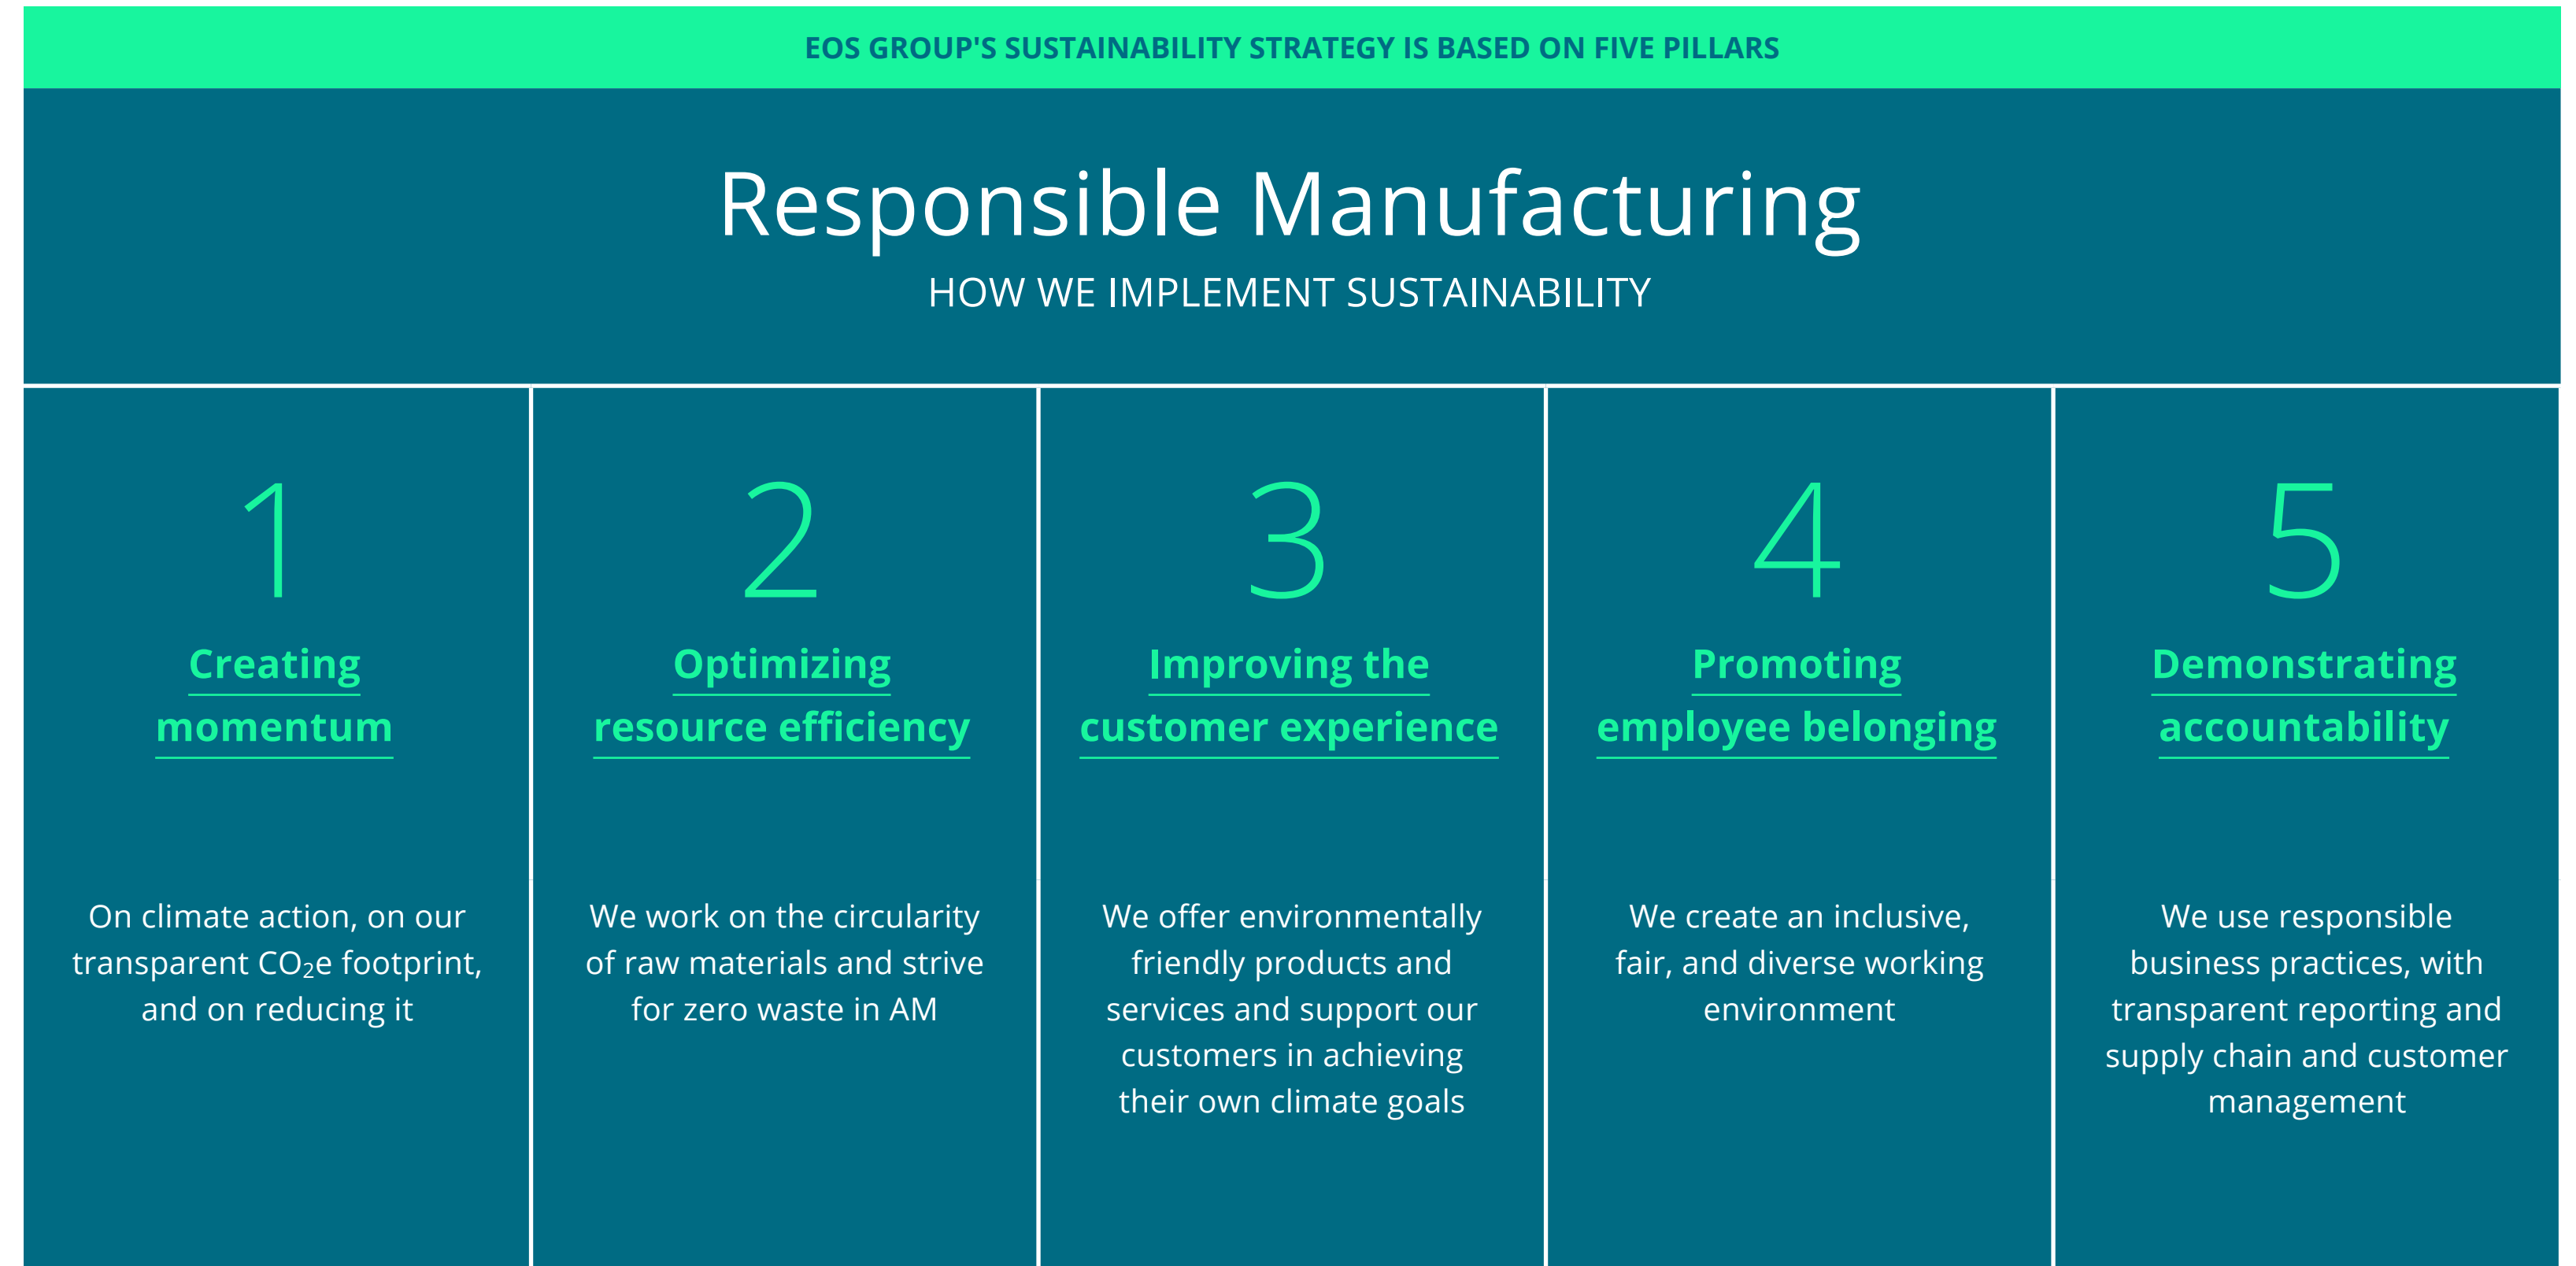 EOS GROUP'S SUSTAINABILITY STRATEGY IS BASED ON FIVE PILLARS
Responsible Manufacturing
HOW WE IMPLEMENT SUSTAINABILITY
1
Creating
momentum
On climate action, on our
transparent CO₂e footprint,
and on reducing it
2
Optimizing
resource efficiency
We work on the circularity
of raw materials and strive
for zero waste in AM
3
Improving the
customer experience
We offer environmentally
friendly products and
services and support our
customers in achieving
their own climate goals
4
Promoting
employee belonging
We create an inclusive,
fair, and diverse working
environment
5
Demonstrating
accountability
We use responsible
business practices, with
transparent reporting and
supply chain and customer
management